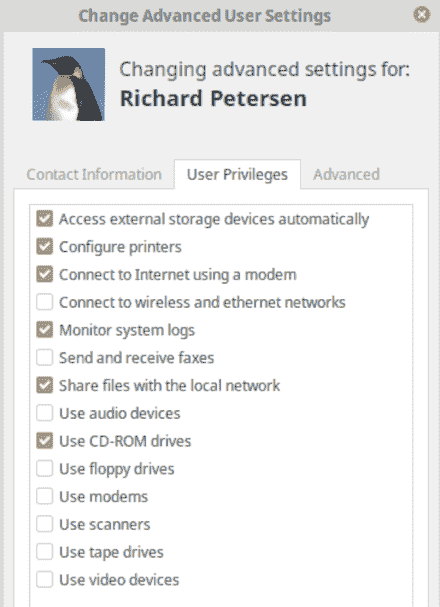 Change Advanced User Settings
Changing advanced settings for:
Richard Petersen
Contact Information User Privileges Advanced
Access external storage devices automatically
Configure printers
Connect to Internet using a modem
Connect to wireless and ethernet networks
Monitor system logs
Send and receive faxes
Share files with the local network
Use audio devices
Use CD-ROM drives
Use floppy drives
Use modems
Use scanners
Use tape drives
Use video devices